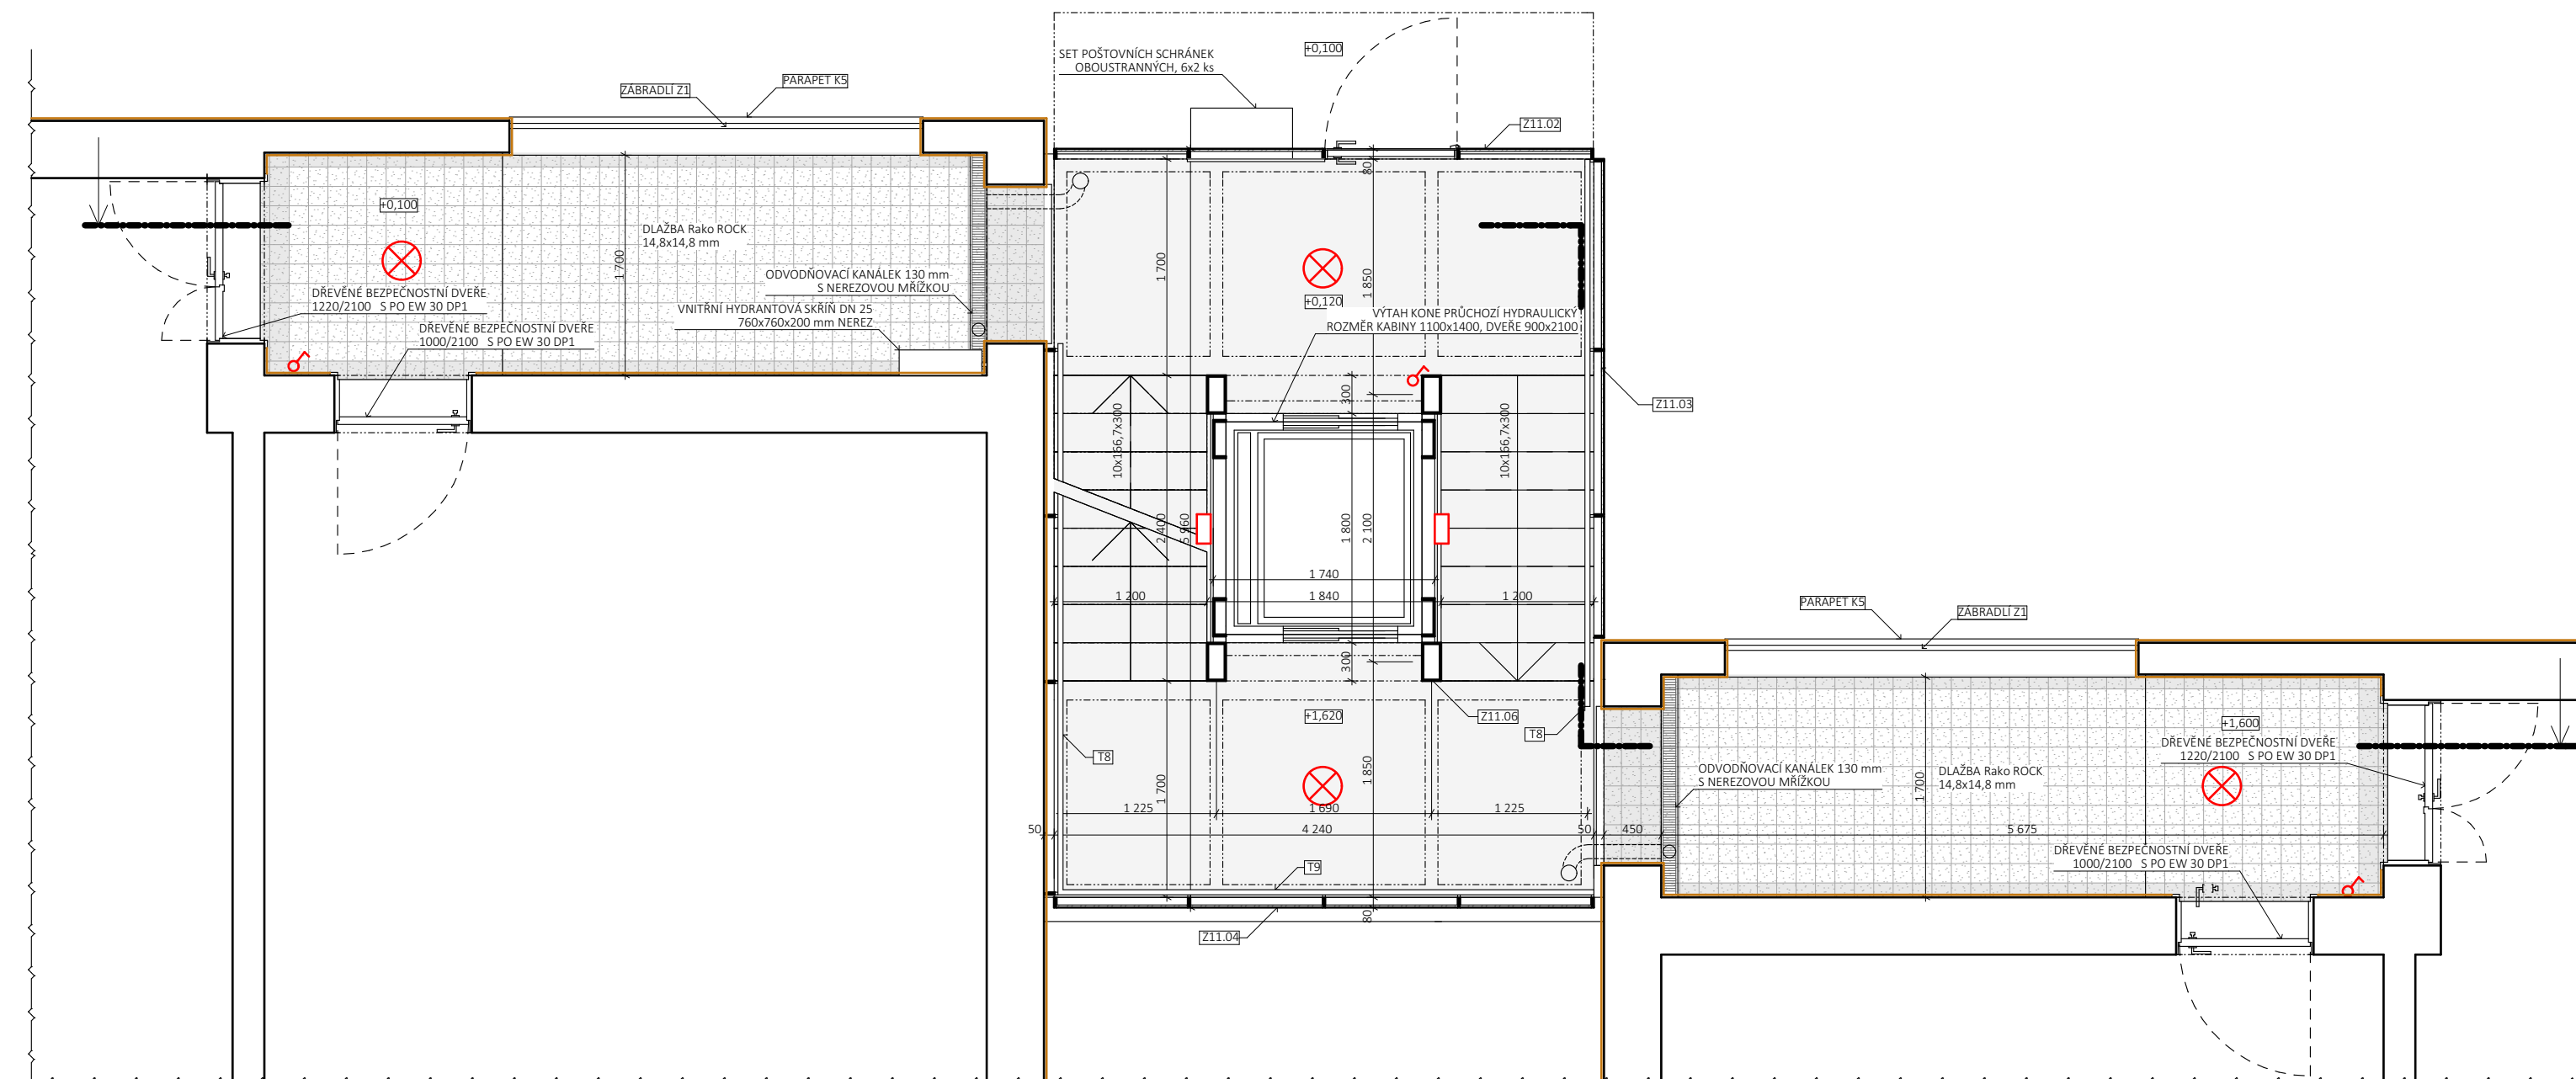 +0,100
SET POŠTOVNÍCH SCHRÁNEK
OBOUSTRANNÝCH, 6x2 ks
PARAPET K5
ZÁBRADLÍ Z1
Z11.02
80
+0,100
DLAŽBA Rako ROCK
14,8x14,8 mm
1 700
ODVODŇOVACÍ KANÁLEK 130 mm
S NEREZOVOU MŘÍŽKOU
DŘEVĚNÉ BEZPEČNOSTNÍ DVEŘE
1220/2100 S PO EW 30 DP1
VNITŘNÍ HYDRANTOVÁ SKŘÍŇ DN 25
760x760x200 mm NEREZ
DŘEVĚNÉ BEZPEČNOSTNÍ DVEŘE
1000/2100 S PO EW 30 DP1
1 700
1 850
+0,120
VÝTAH KONE PRŮCHOZÍ HYDRAULICKÝ
ROZMĚR KABINY 1100x1400, DVEŘE 900x2100
300
Z11.03
10x166,7x300
10x166,7x300
2 400
5 960
1 800
2 100
1 740
1 200
1 840
1 200
PARAPET K5
ZÁBRADLÍ Z1
300
+1,620
Z11.06
T8
T8
+1,600
DŘEVĚNÉ BEZPEČNOSTNÍ DVEŘE
1220/2100 S PO EW 30 DP1
ODVODŇOVACÍ KANÁLEK 130 mm
S NEREZOVOU MŘÍŽKOU
DLAŽBA Rako ROCK
14,8x14,8 mm
1 700
1 700
1 850
1 225
1 690
1 225
50
4 240
50
450
5 675
DŘEVĚNÉ BEZPEČNOSTNÍ DVEŘE
1000/2100 S PO EW 30 DP1
T9
80
Z11.04